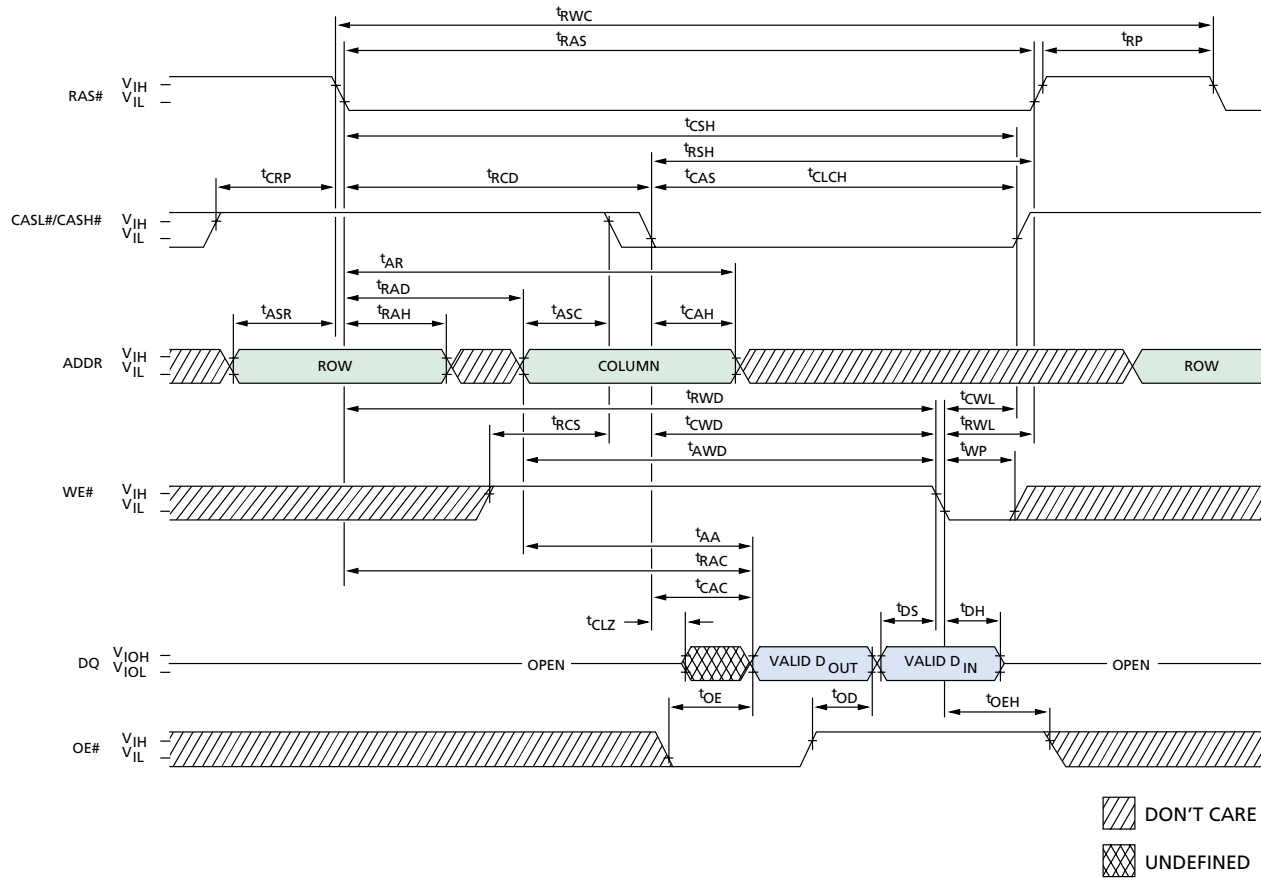 tRWC
tRAS tRP
RAS# VIH
VIL
tCSH
tRSH
tCRP tRCD tCAS tCLCH
CASL#/CASH# VIH
VIL
tAR
tRAD
tASR tRAH tASC tCAH
ADDR VIH
VIL
ROW COLUMN ROW
tRWD tCWL
tRCS tCWD tRWL
tAWD tWP
WE# VIH
VIL
tAA
tRAC
tCAC
tCLZ tDS tDH
DQ VIOH
VIOL
OPEN VALID DOUT VALID DIN OPEN
tOE tOD tOEH
OE# VIH
VIL
DON'T CARE
UNDEFINED